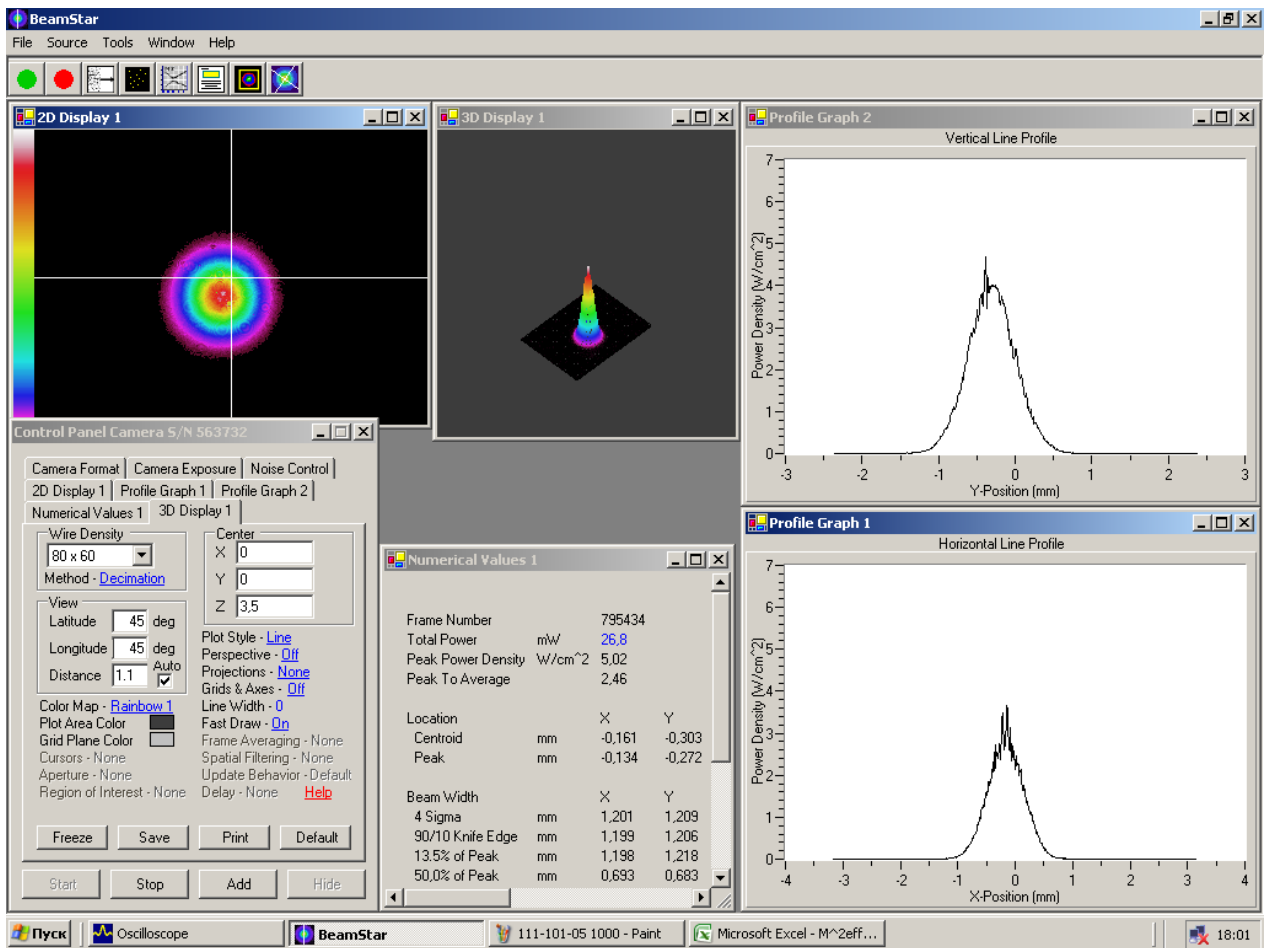 BeamStar
File Source Tools Window Help
2D Display 1
3D Display 1
Profile Graph 2
Vertical Line Profile
7
6
5
4
3
2
1
0
Power Density (W/cm^2)
-3 -2 -1 0 1 2 3
Y-Position (mm)
Control Panel Camera S/N 563732
Camera Format Camera Exposure Noise Control
2D Display 1 Profile Graph 1 Profile Graph 2
Numerical Values 1 3D Display 1
Wire Density
80 x 60
Method - Decimation
Center
X 0
Y 0
Z 3,5
View
Latitude 45 deg
Longitude 45 deg
Distance 1.1 Auto
Plot Style - Line
Perspective - Off
Projections - None
Grids & Axes - Off
Color Map - Rainbow 1 Line Width - 0
Plot Area Color Fast Draw - On
Grid Plane Color Frame Averaging - None
Cursors - None Spatial Filtering - None
Aperture - None Update Behavior - Default
Region of Interest - None Delay - None Help
Freeze Save Print Default
Start Stop Add Hide
Numerical Values 1
Frame Number 795434
Total Power mW 26,8
Peak Power Density W/cm^2 5,02
Peak To Average 2,46
Location X Y
Centroid mm -0,161 -0,303
Peak mm -0,134 -0,272
Beam Width X Y
4 Sigma mm 1,201 1,209
90/10 Knife Edge mm 1,199 1,206
13.5% of Peak mm 1,198 1,218
50,0% of Peak mm 0,693 0,683
Profile Graph 1
Horizontal Line Profile
7
6
5
4
3
2
1
0
Power Density (W/cm^2)
-4 -3 -2 -1 0 1 2 3 4
X-Position (mm)
Пуск Oscilloscope BeamStar 111-101-05 1000 - Paint Microsoft Excel - M^2eff... 18:01